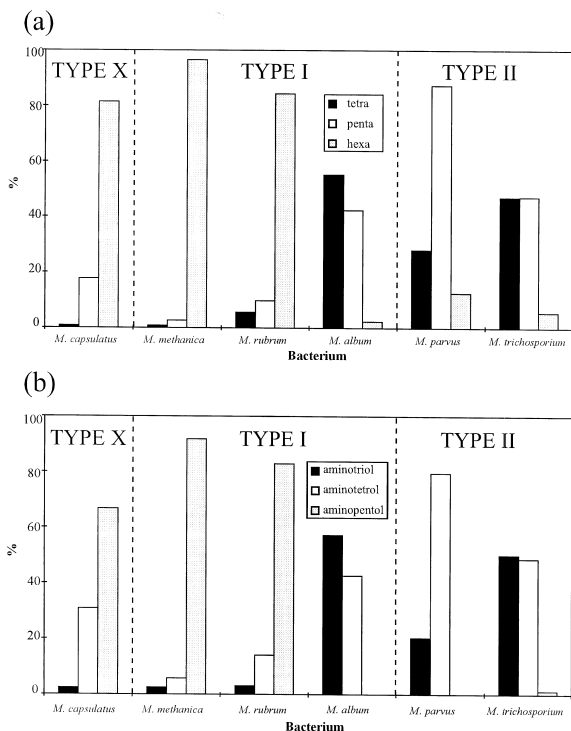 (a)
100
TYPE X
TYPE I
TYPE II
80
tetra
penta
hexa
60
%
40
20
0
M. capsulatus M. methanica M. rubrum M. album M. parvus M. trichosporium
Bacterium
(b)
100
TYPE X
TYPE I
TYPE II
80
aminotriol
aminotetrol
aminopentol
60
%
40
20
0
M. capsulatus M. methanica M. rubrum M. album M. parvus M. trichosporium
Bacterium